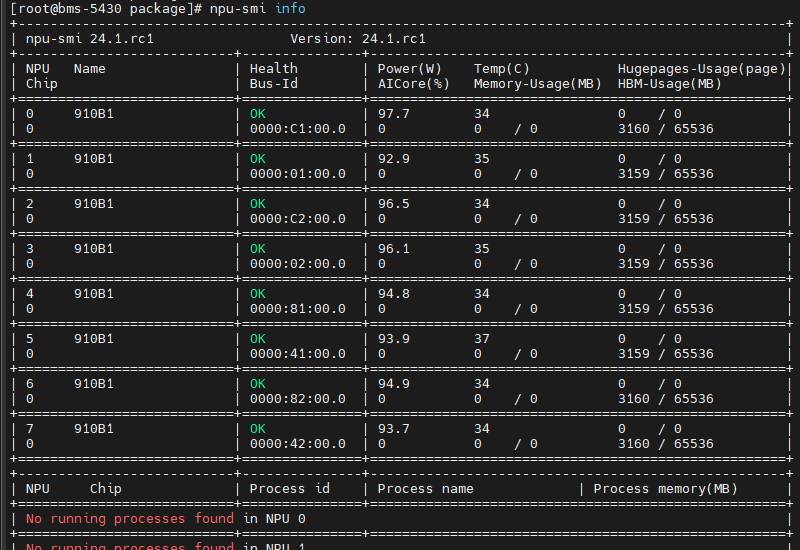 [root@bms-5430 package]# npu-smi info
npu-smi 24.1.rc1 Version: 24.1.rc1
NPU Name | Health | Power(W) Temp(C) Hugepages-Usage(page)
Chip | Bus-Id | AICore(%) Memory-Usage(MB) HBM-Usage(MB)
0 910B1 | OK | 97.7 34 0 / 0
0 | 0000:C1:00.0 | 0 0 / 0 3160 / 65536
1 910B1 | OK | 92.9 35 0 / 0
0 | 0000:01:00.0 | 0 0 / 0 3159 / 65536
2 910B1 | OK | 96.5 34 0 / 0
0 | 0000:C2:00.0 | 0 0 / 0 3159 / 65536
3 910B1 | OK | 96.1 35 0 / 0
0 | 0000:02:00.0 | 0 0 / 0 3159 / 65536
4 910B1 | OK | 94.8 34 0 / 0
0 | 0000:81:00.0 | 0 0 / 0 3159 / 65536
5 910B1 | OK | 93.9 37 0 / 0
0 | 0000:41:00.0 | 0 0 / 0 3159 / 65536
6 910B1 | OK | 94.9 34 0 / 0
0 | 0000:82:00.0 | 0 0 / 0 3160 / 65536
7 910B1 | OK | 93.7 34 0 / 0
0 | 0000:42:00.0 | 0 0 / 0 3160 / 65536
NPU Chip | Process id | Process name | Process memory(MB)
No running processes found in NPU 0
No running processes found in NPU 1